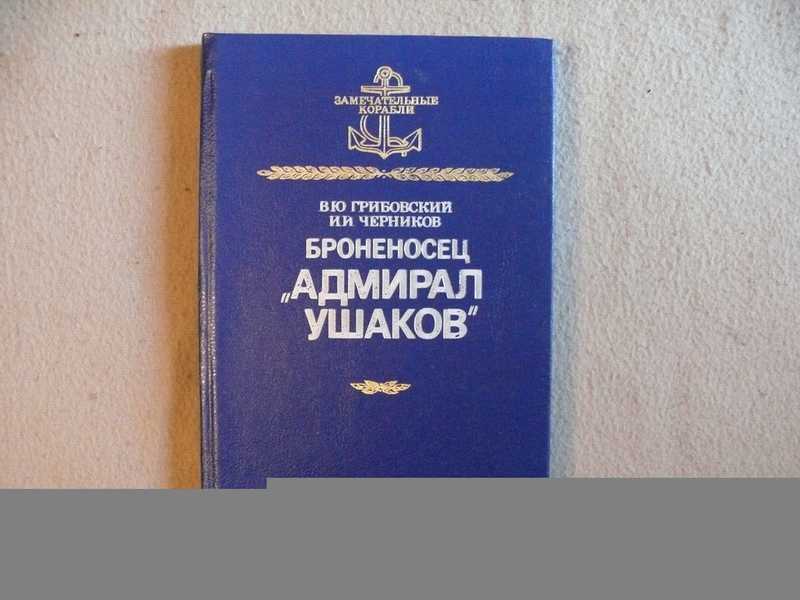 ЗАМЕЧАТЕЛЬНЫЕ
КОРАБЛИ
В Ю ГРИБОВСКИЙ
И И ЧЕРНИКОВ
БРОНЕНОСЕЦ
„АДМИРАЛ
УШАКОВ"